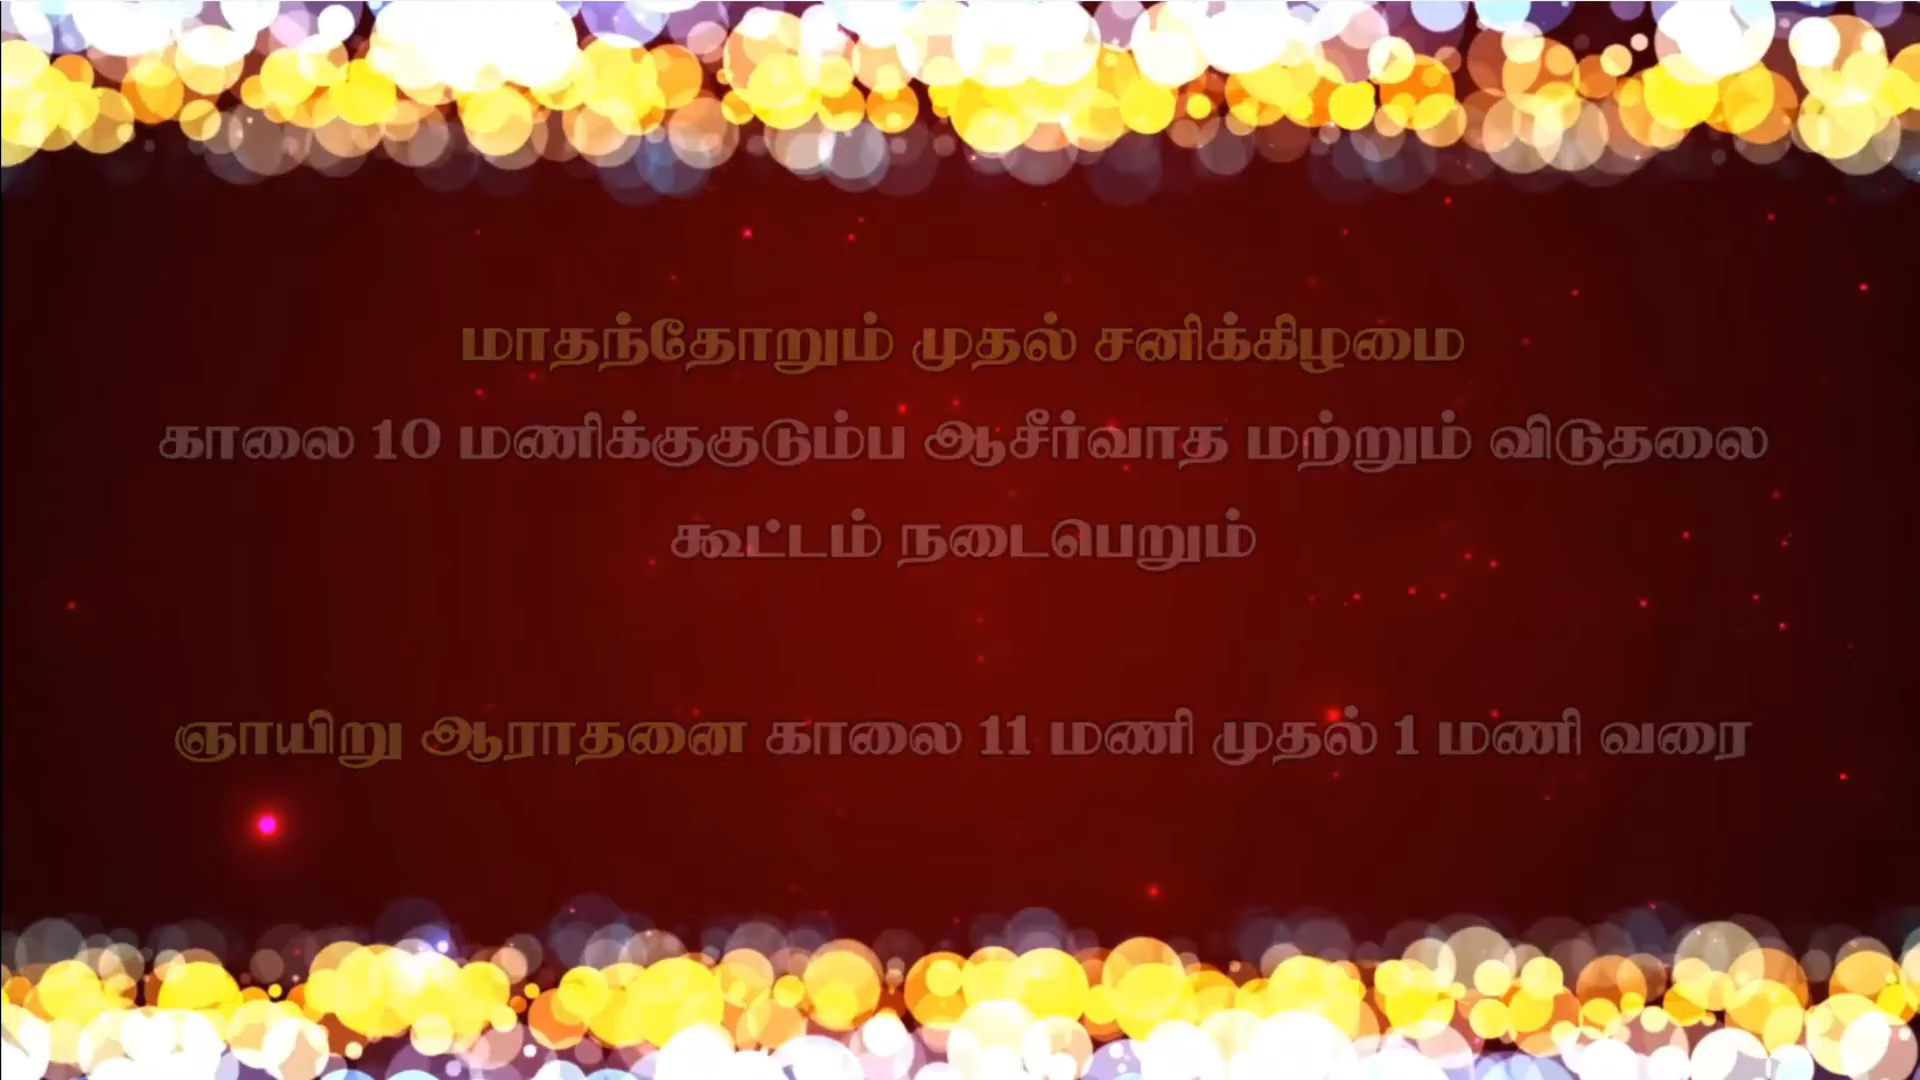 மாதந்தோறும் முதல் சனிக்கிழமை
காலை 10 மணிக்குகுடும்ப ஆசீர்வாத மற்றும் விடுதலை
கூட்டம் நடைபெறும்
ஞாயிறு ஆராதனை காலை 11 மணி முதல் 1 மணி வரை